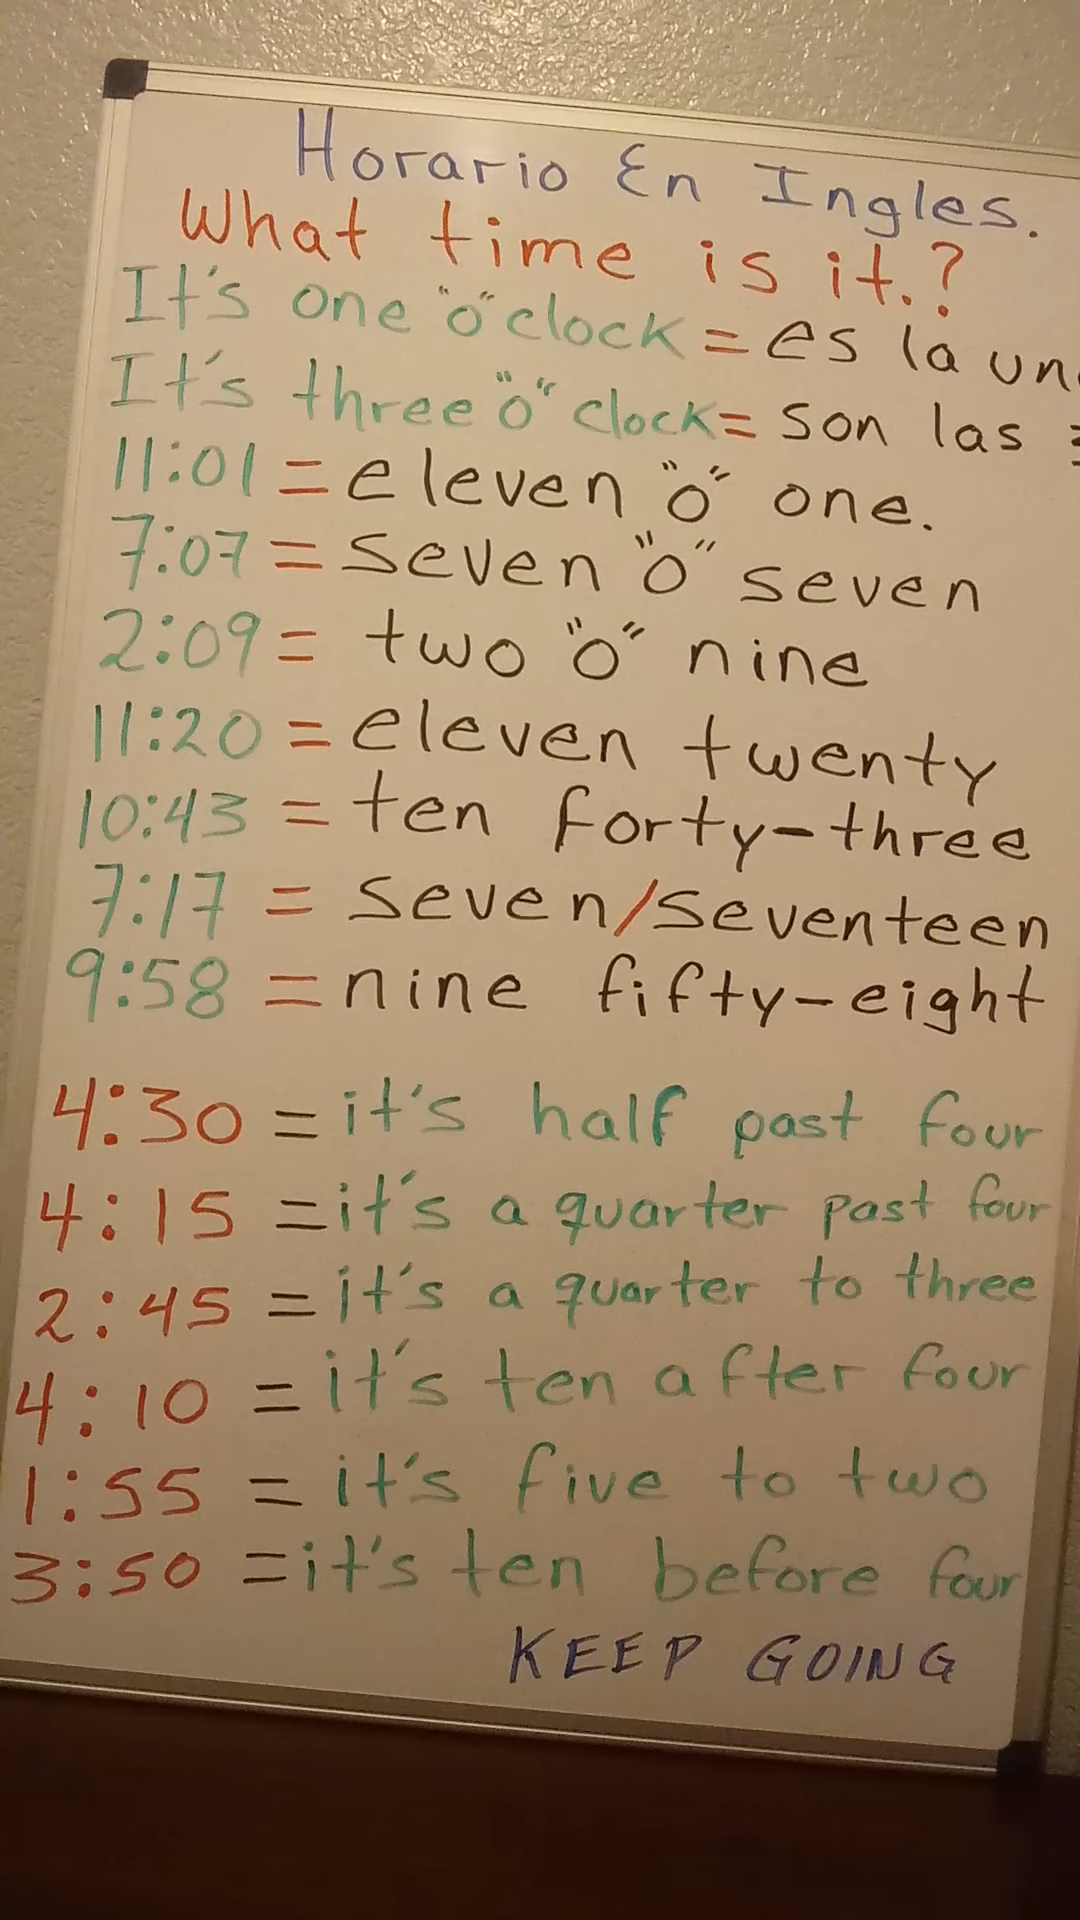 Horario En Ingles.
What time is it.?
It's one "o" clock = es la un
It's three "o" clock = son las
11:01 = eleven "o" one.
7:07 = seven "o" seven
2:09 = two "o" nine
11:20 = eleven twenty
10:43 = ten forty-three
7:17 = seven/seventeen
9:58 = nine fifty-eight
4:30 = it's half past four
4:15 = it's a quarter past four
2:45 = it's a quarter to three
4:10 = it's ten after four
1:55 = it's five to two
3:50 = it's ten before four
KEEP GOING